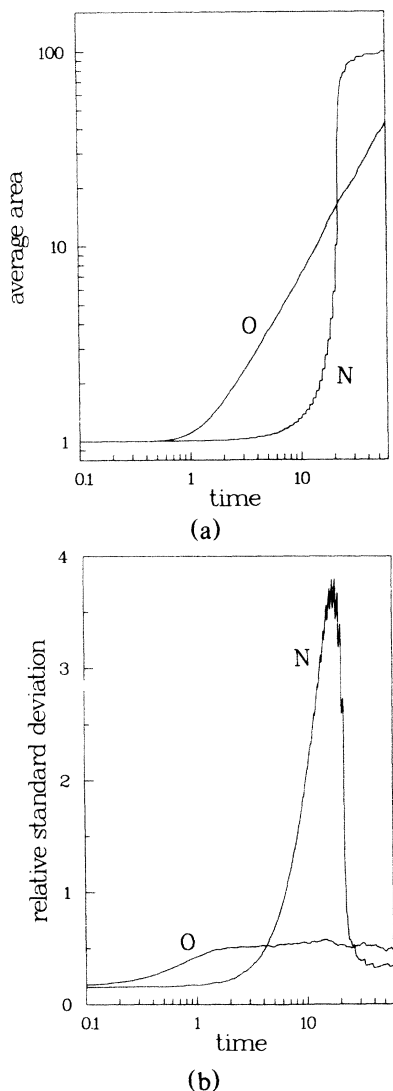 100
average area
10
O
N
1
0.1
1
10
time
(a)
4
N
3
relative standard deviation
2
1
O
0
0.1
1
10
time
(b)